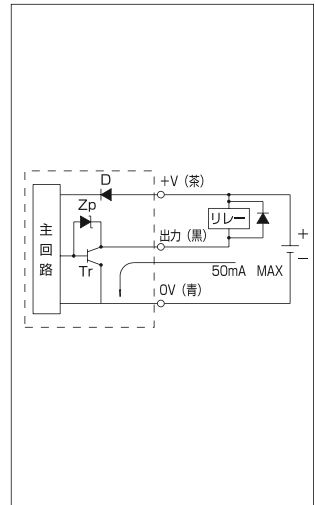 D
+V (茶)
Zp
リレー
主回路
出力 (黒)
+
Tr
50mA MAX
−
0V (青)